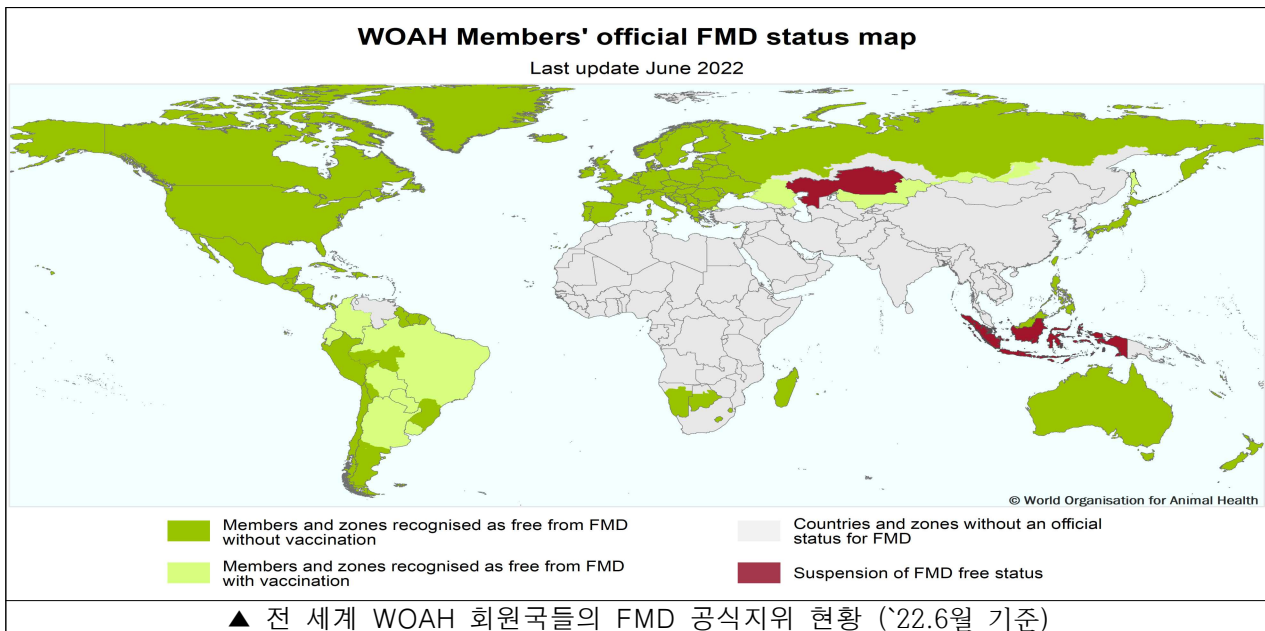 WOAH Members' official FMD status map
Last update June 2022
© World Organisation for Animal Health
Members and zones recognised as free from FMD
without vaccination
Members and zones recognised as free from FMD
with vaccination
Countries and zones without an official
status for FMD
Suspension of FMD free status
▲ 전 세계 WOAH 회원국들의 FMD 공식지위 현황 (`22.6월 기준)